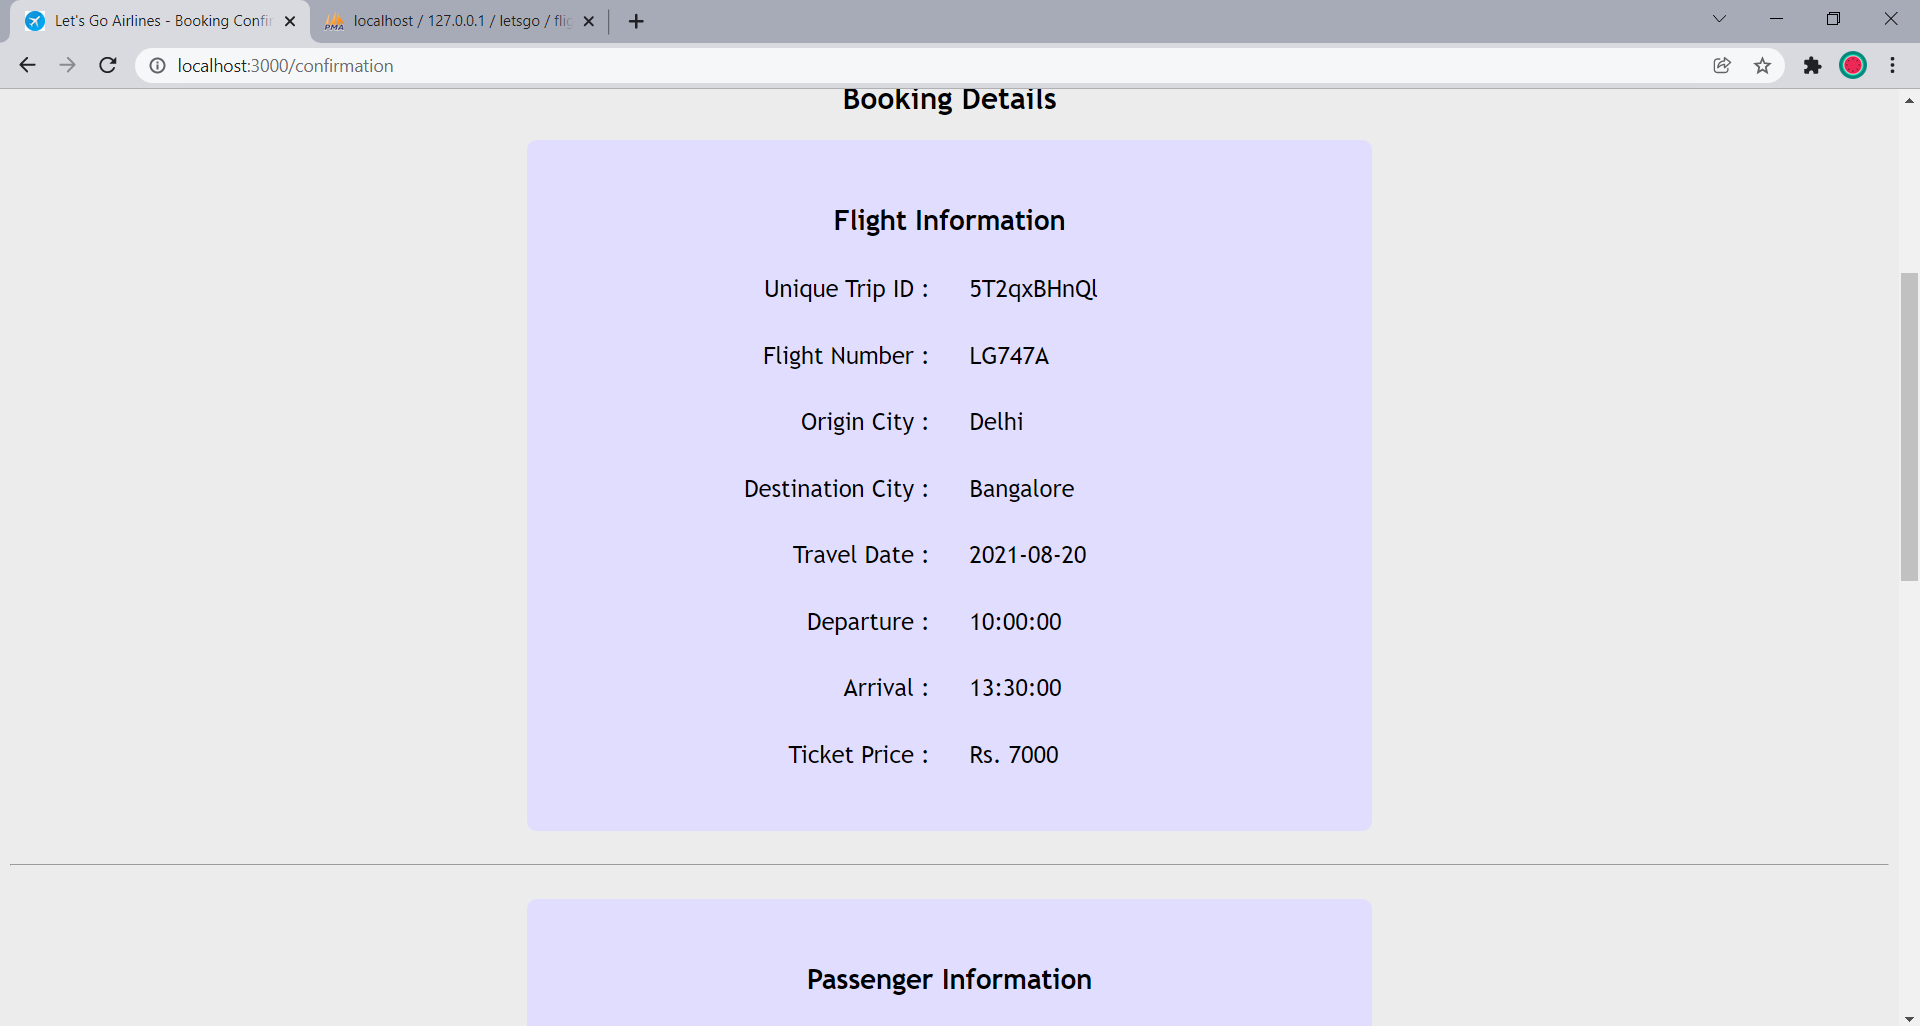 Let's Go Airlines - Booking Confir
PMA localhost / 127.0.0.1 / letsgo / flig
localhost:3000/confirmation
Booking Details
Flight Information
Unique Trip ID : 5T2qxBHnQl
Flight Number : LG747A
Origin City : Delhi
Destination City : Bangalore
Travel Date : 2021-08-20
Departure : 10:00:00
Arrival : 13:30:00
Ticket Price : Rs. 7000
Passenger Information